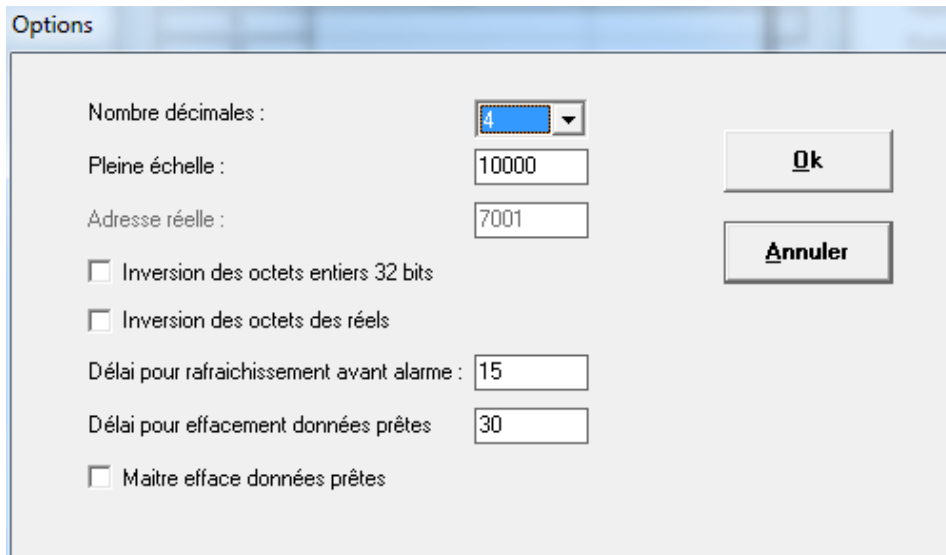 Options
Nombre décimales :
4
Pleine échelle :
10000
Adresse réelle :
7001
Inversion des octets entiers 32 bits
Inversion des octets des réels
Délai pour rafraichissement avant alarme :
15
Délai pour effacement données prêtes
30
Maitre efface données prêtes
Ok
Annuler